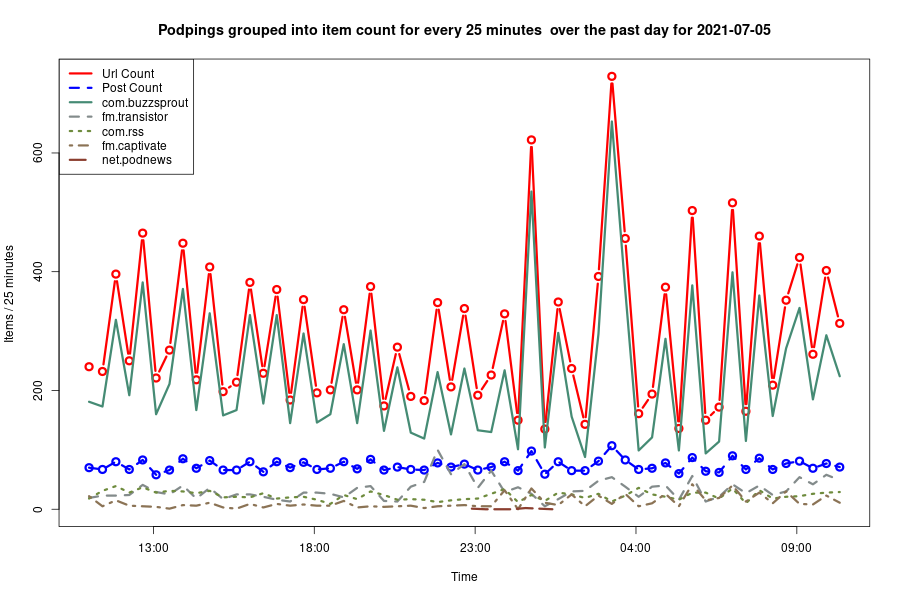 Podpings grouped into item count for every 25 minutes  over the past day for 2021-07-05
Url Count
Post Count
com.buzzsprout
fm.transistor
com.rss
fm.captivate
net.podnews
Items / 25 minutes
600
400
200
0
13:00
18:00
23:00
04:00
09:00
Time